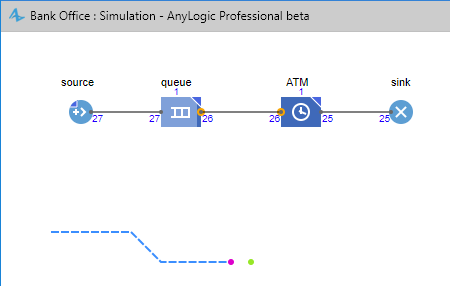 Bank Office : Simulation - AnyLogic Professional beta
source queue ATM sink
1 1
27 27 26 26 25 25